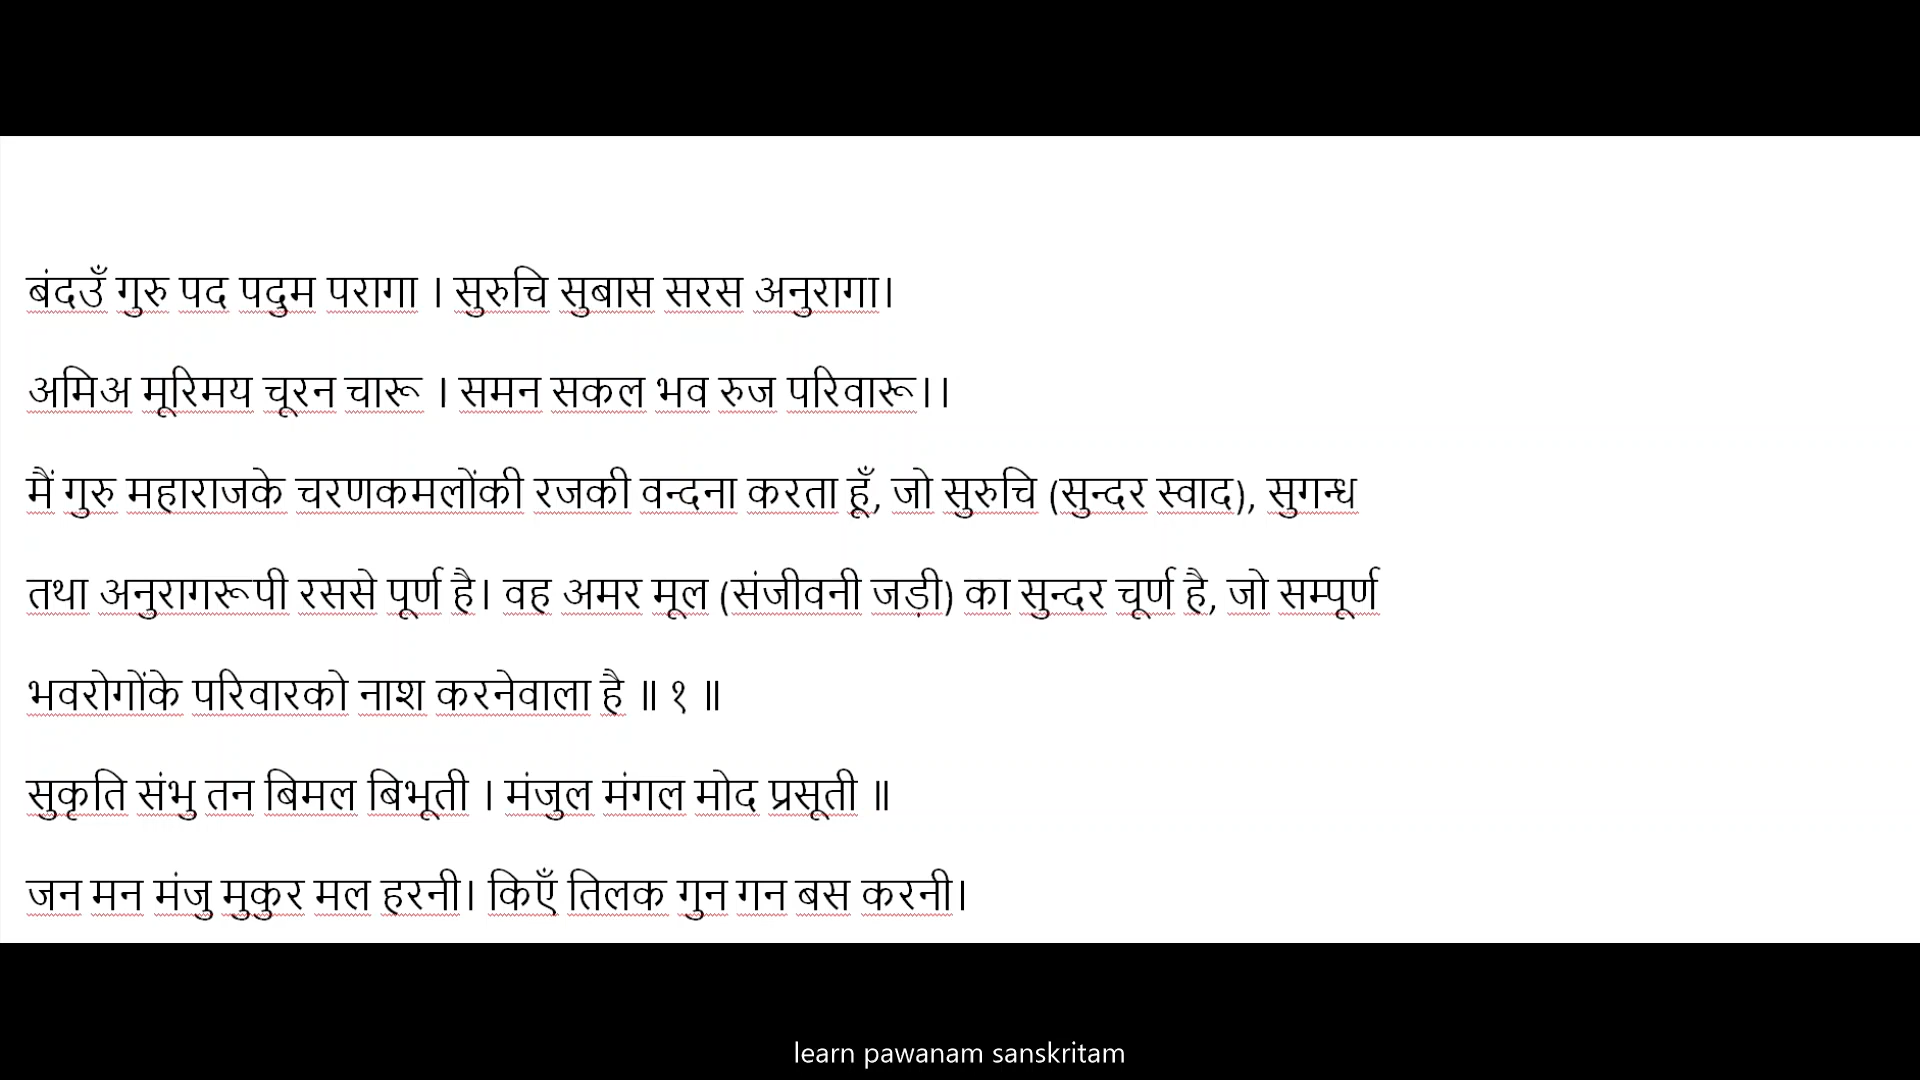 बंदउँ गुरु पद पदुम परागा । सुरुचि सुबास सरस अनुरागा।
अमिअ मूरिमय चूरन चारू । समन सकल भव रुज परिवारू।।
मैं गुरु महाराजके चरणकमलोंकी रजकी वन्दना करता हूँ, जो सुरुचि (सुन्दर स्वाद), सुगन्ध
तथा अनुरागरूपी रससे पूर्ण है। वह अमर मूल (संजीवनी जड़ी) का सुन्दर चूर्ण है, जो सम्पूर्ण
भवरोगोंके परिवारको नाश करनेवाला है ॥ १ ॥
सुकृति संभु तन बिमल बिभूती । मंजुल मंगल मोद प्रसूती ॥
जन मन मंजु मुकुर मल हरनी। किएँ तिलक गुन गन बस करनी।
learn pawanam sanskritam